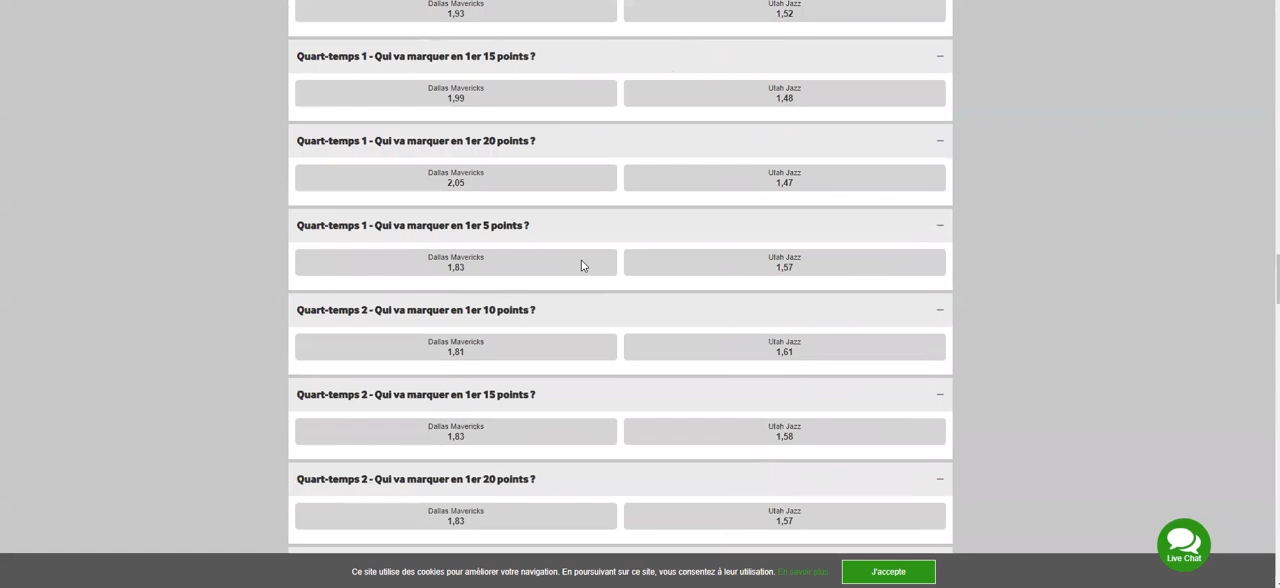 Dallas Mavericks
1,93
Utah Jazz
1,52
Quart-temps 1 - Qui va marquer en 1er 15 points ?
Dallas Mavericks
1,99
Utah Jazz
1,48
Quart-temps 1 - Qui va marquer en 1er 20 points ?
Dallas Mavericks
2,05
Utah Jazz
1,47
Quart-temps 1 - Qui va marquer en 1er 5 points ?
Dallas Mavericks
1,83
Utah Jazz
1,57
Quart-temps 2 - Qui va marquer en 1er 10 points ?
Dallas Mavericks
1,81
Utah Jazz
1,61
Quart-temps 2 - Qui va marquer en 1er 15 points ?
Dallas Mavericks
1,83
Utah Jazz
1,58
Quart-temps 2 - Qui va marquer en 1er 20 points ?
Dallas Mavericks
1,83
Utah Jazz
1,57
Live Chat
Ce site utilise des cookies pour améliorer votre navigation. En poursuivant sur ce site, vous consentez à leur utilisation. En savoir plus
J'accepte